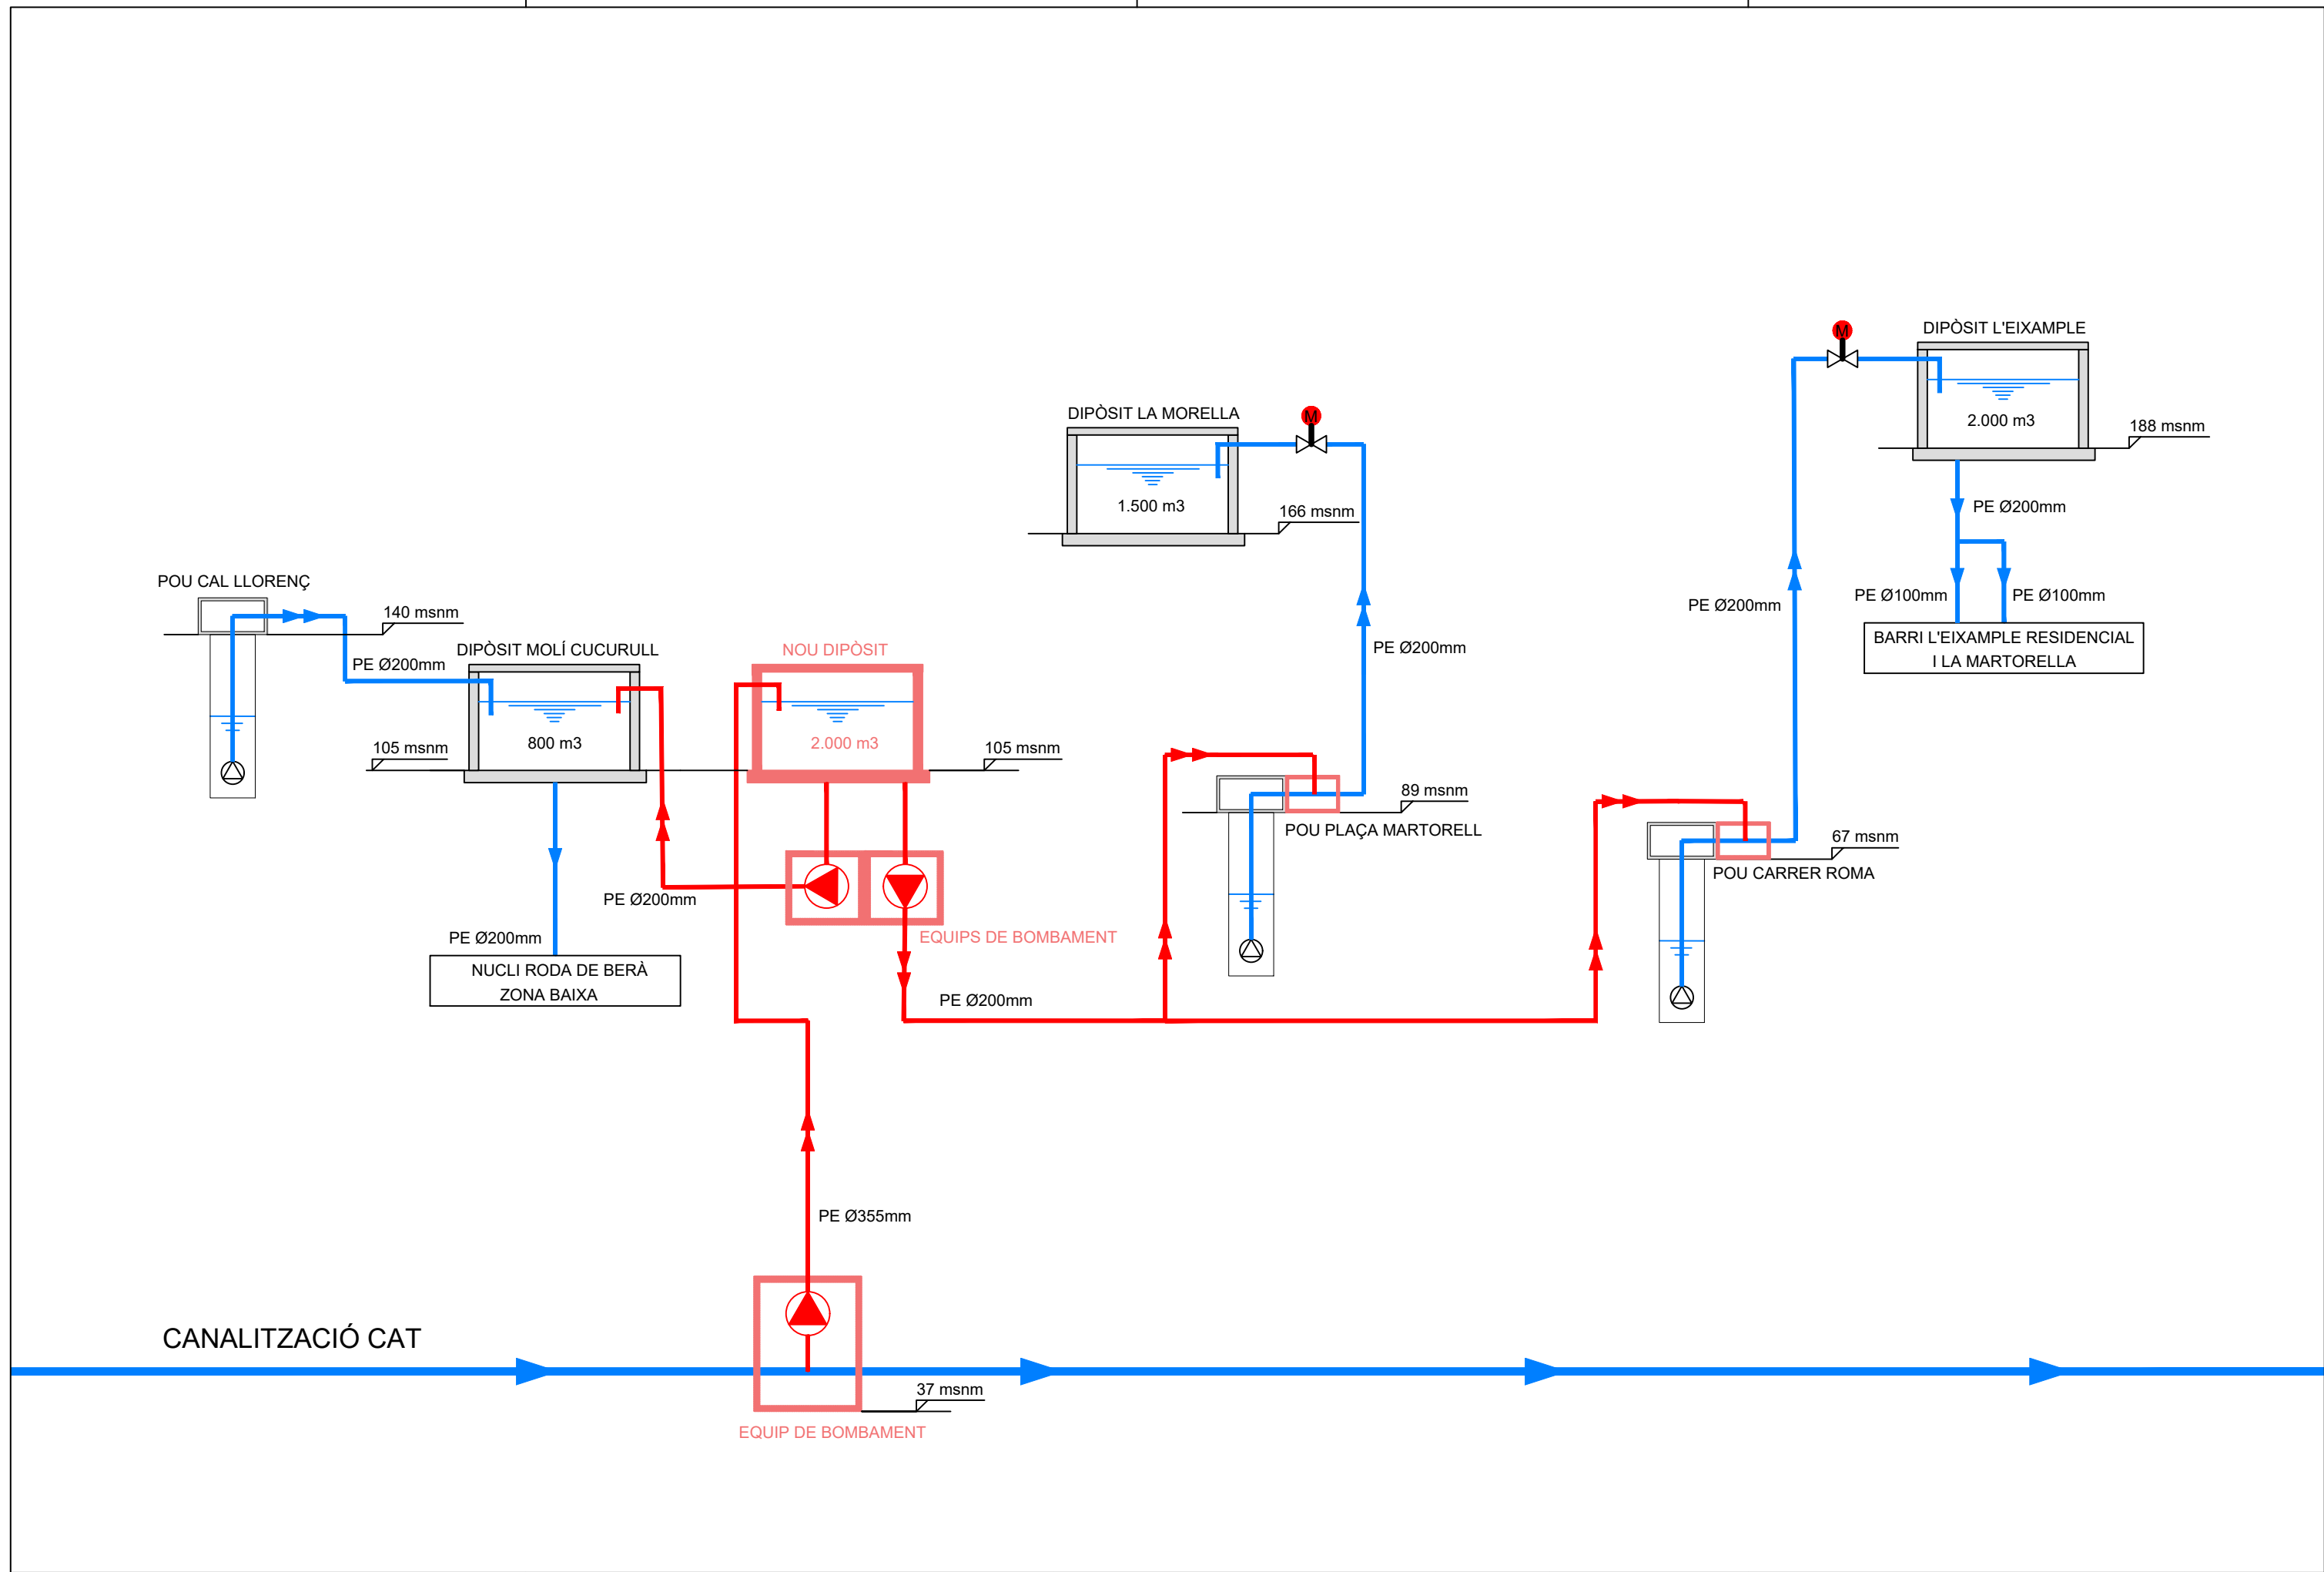 DIPÒSIT L'EIXAMPLE
M
2.000 m3
188 msnm
DIPÒSIT LA MORELLA
M
1.500 m3
166 msnm
PE Ø200mm
PE Ø100mm
PE Ø100mm
PE Ø200mm
BARRI L'EIXAMPLE RESIDENCIAL
I LA MARTORELLA
POU CAL LLORENÇ
140 msnm
PE Ø200mm
DIPÒSIT MOLÍ CUCURULL
NOU DIPÒSIT
PE Ø200mm
800 m3
2.000 m3
105 msnm
105 msnm
89 msnm
POU PLAÇA MARTORELL
67 msnm
POU CARRER ROMA
PE Ø200mm
PE Ø200mm
EQUIPS DE BOMBAMENT
NUCLI RODA DE BERÀ
ZONA BAIXA
PE Ø200mm
PE Ø355mm
CANALITZACIÓ CAT
37 msnm
EQUIP DE BOMBAMENT